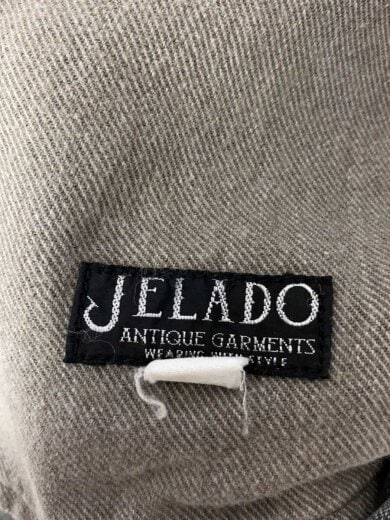 JELADO
ANTIQUE GARMENTS
WEARING WITH STYLE